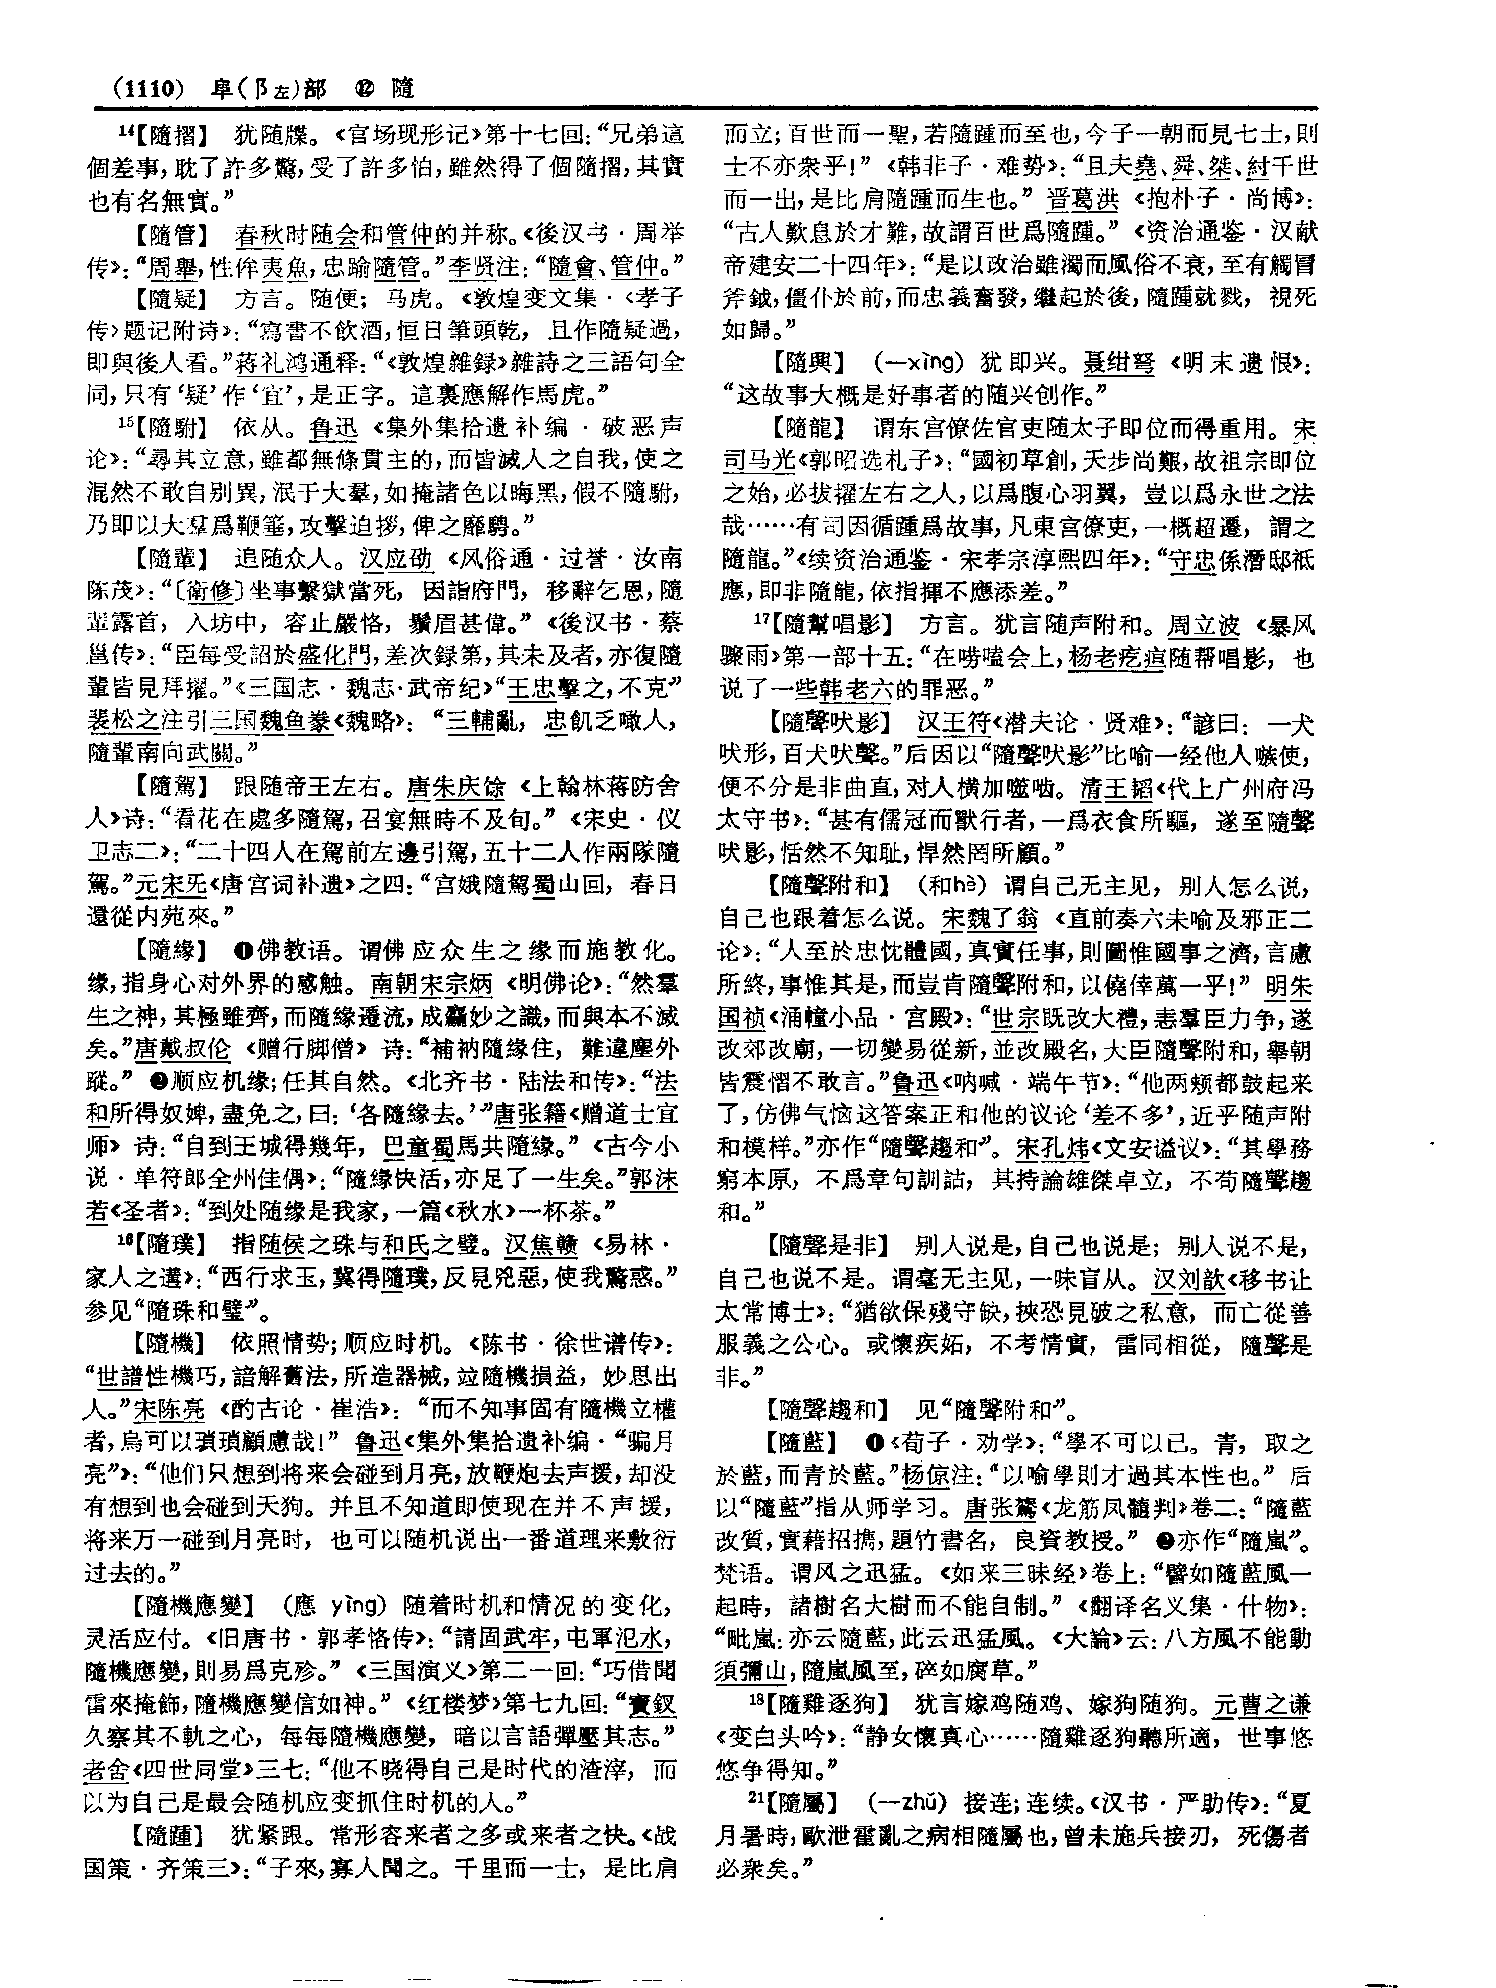 (1110) 阜(阝左)部 ⑫ 隨
14【隨摺】 犹随牒。《官场现形记》第十七回：“兄弟這
個差事，耽了許多驚，受了許多怕，雖然得了個隨摺，其實
也有名無實。”
【隨管】 春秋时随会和管仲的并称。《後汉书·周举
传》：“周舉，性侔夷魚，忠踰隨管。”李贤注：“隨會、管仲。”
【隨疑】 方言。随便；马虎。《敦煌变文集·〈孝子
传〉题记附诗》：“寫書不飲酒，恒日筆頭乾， 且作隨疑過，
即與後人看。”蒋礼鸿通释：“《敦煌雜録》雜詩之三語句全
同，只有‘疑’作‘宜’，是正字。這裏應解作馬虎。”
15【隨駙】 依从。鲁迅《集外集拾遗补编·破恶声
论》：“尋其立意，雖都無條貫主的，而皆滅人之自我，使之
混然不敢自别異，泯于大羣，如掩諸色以晦黑，假不隨駙，
乃即以大羣爲鞭箠，攻擊迫拶，俾之靡騁。”
【隨輩】 追随众人。汉应劭《风俗通·过誉·汝南
陈茂》：“〔衛修〕坐事繫獄當死， 因詣府門， 移辭乞恩，隨
輩露首， 入坊中， 容止嚴恪， 鬚眉甚偉。”《後汉书·蔡
邕传》：“臣每受詔於盛化門，差次録第，其未及者，亦復隨
輩皆見拜擢。”《三国志·魏志·武帝纪》“王忠擊之，不克”
裴松之注引三国魏鱼豢《魏略》： “三輔亂， 忠飢乏噉人，
隨輩南向武關。”
【隨駕】 跟随帝王左右。唐朱庆馀《上翰林蒋防舍
人》诗：“看花在處多隨駕，召宴無時不及旬。”《宋史·仪
卫志二》：“二十四人在駕前左邊引駕，五十二人作兩隊隨
駕。”元宋旡《唐宫词补遗》之四：“宫娥隨駕蜀山回， 春日
還從内苑來。”
【隨緣】 ❶佛教语。谓佛应众生之缘而施教化。
缘，指身心对外界的感触。南朝宋宗炳《明佛论》：“然羣
生之神，其極雖齊，而隨緣遷流，成麤妙之識，而與本不滅
矣。”唐戴叔伦《赠行脚僧》诗：“補衲隨緣住， 難違塵外
蹤。” ❷顺应机缘；任其自然。《北齐书·陆法和传》：“法
和所得奴婢，盡免之，曰：‘各隨緣去。’”唐张籍《赠道士宜
师》诗：“自到王城得幾年， 巴童蜀馬共隨緣。”《古今小
说·单符郎全州佳偶》：“隨緣快活，亦足了一生矣。”郭沫
若《圣者》：“到处随缘是我家，一篇《秋水》一杯茶。”
16【隨璞】 指随侯之珠与和氏之璧。汉焦赣《易林·
家人之遘》：“西行求玉，冀得隨璞，反見兇惡，使我驚惑。”
参见“隨珠和璧”。
【隨機】 依照情势；顺应时机。《陈书·徐世谱传》：
“世譜性機巧，諳解舊法，所造器械，竝隨機損益， 妙思出
人。”宋陈亮《酌古论·崔浩》： “而不知事固有隨機立權
者，烏可以瑣瑣顧慮哉！” 鲁迅《集外集拾遗补编·“骗月
亮”》：“他们只想到将来会碰到月亮，放鞭炮去声援，却没
有想到也会碰到天狗。并且不知道即使现在并不声援，
将来万一碰到月亮时， 也可以随机说出一番道理来敷衍
过去的。”
【隨機應變】 （應 yìng）随着时机和情况的变化，
灵活应付。《旧唐书·郭孝恪传》：“請固武牢，屯軍氾水，
隨機應變，則易爲克殄。”《三国演义》第二一回：“巧借聞
雷來掩飾，隨機應變信如神。”《红楼梦》第七九回：“寶釵
久察其不軌之心， 每每隨機應變， 暗以言語彈壓其志。”
老舍《四世同堂》三七：“他不晓得自己是时代的渣滓， 而
以为自己是最会随机应变抓住时机的人。”
【隨踵】 犹紧跟。常形容来者之多或来者之快。《战
国策·齐策三》：“子來，寡人聞之。千里而一士， 是比肩
而立；百世而一聖，若隨踵而至也，今子一朝而見七士，則
士不亦衆乎！” 《韩非子·难势》：“且夫堯、舜、桀、紂千世
而一出，是比肩隨踵而生也。” 晋葛洪《抱朴子·尚博》：
“古人歎息於才難，故謂百世爲隨踵。” 《资治通鉴·汉献
帝建安二十四年》：“是以政治雖濁而風俗不衰，至有觸冒
斧鉞，僵仆於前，而忠義奮發，繼起於後，隨踵就戮， 視死
如歸。”
【隨興】 （—xìng）犹即兴。聂绀弩《明末遗恨》：
“这故事大概是好事者的随兴创作。”
【隨龍】 谓东宫僚佐官吏随太子即位而得重用。宋
司马光《郭昭选札子》：“國初草創，天步尚艱，故祖宗即位
之始，必拔擢左右之人，以爲腹心羽翼， 豈以爲永世之法
哉……有司因循踵爲故事，凡東宫僚吏，一概超遷， 謂之
隨龍。”《续资治通鉴·宋孝宗淳熙四年》：“守忠係潛邸祗
應，即非隨龍，依指揮不應添差。”
17【隨幫唱影】 方言。犹言随声附和。周立波《暴风
骤雨》第一部十五：“在唠嗑会上，杨老疙瘩随帮唱影， 也
说了一些韩老六的罪恶。”
【隨聲吠影】 汉王符《潜夫论·贤难》：“諺曰： 一犬
吠形，百犬吠聲。”后因以“隨聲吠影”比喻一经他人嗾使，
便不分是非曲直，对人横加噬啮。清王韬《代上广州府冯
太守书》：“甚有儒冠而獸行者，一爲衣食所驅， 遂至隨聲
吠影，恬然不知耻，悍然罔所顧。”
【隨聲附和】 （和hè）谓自己无主见， 别人怎么说，
自己也跟着怎么说。宋魏了翁《直前奏六未喻及邪正二
论》：“人至於忠忱體國，真實任事，則圖惟國事之濟，言慮
所終，事惟其是，而豈肯隨聲附和，以僥倖萬一乎！” 明朱
国祯《涌幢小品·宫殿》：“世宗既改大禮，恚羣臣力争，遂
改郊改廟，一切變易從新，並改殿名，大臣隨聲附和，舉朝
皆震慴不敢言。”鲁迅《呐喊·端午节》：“他两颊都鼓起来
了，仿佛气恼这答案正和他的议论‘差不多’，近乎随声附
和模样。”亦作“隨聲趨和”。宋孔炜《文安谥议》：“其學務
窮本原， 不爲章句訓詁， 其持論雄傑卓立， 不苟隨聲趨
和。”
【隨聲是非】 别人说是，自己也说是；别人说不是，
自己也说不是。谓毫无主见，一味盲从。汉刘歆《移书让
太常博士》：“猶欲保殘守缺，挾恐見破之私意， 而亡從善
服義之公心。或懷疾妬， 不考情實， 雷同相從， 隨聲是
非。”
【隨聲趨和】 见“隨聲附和”。
【隨藍】 ❶《荀子·劝学》：“學不可以已。青， 取之
於藍，而青於藍。”杨倞注：“以喻學則才過其本性也。” 后
以“隨藍”指从师学习。唐张鷟《龙筋凤髓判》卷二：“隨藍
改質，實藉招携，題竹書名， 良資教授。” ❷亦作“隨嵐”。
梵语。谓风之迅猛。《如来三昧经》卷上：“譬如隨藍風一
起時， 諸樹名大樹而不能自制。”《翻译名义集·什物》：
“毗嵐：亦云隨藍，此云迅猛風。《大論》云：八方風不能動
須彌山，隨嵐風至，碎如腐草。”
18【隨雞逐狗】 犹言嫁鸡随鸡、嫁狗随狗。元曹之谦
《变白头吟》：“静女懷真心……隨雞逐狗聽所適， 世事悠
悠争得知。”
21【隨屬】 （—zhǔ）接连；连续。《汉书·严助传》：“夏
月暑時，歐泄霍亂之病相隨屬也，曾未施兵接刃， 死傷者
必衆矣。”